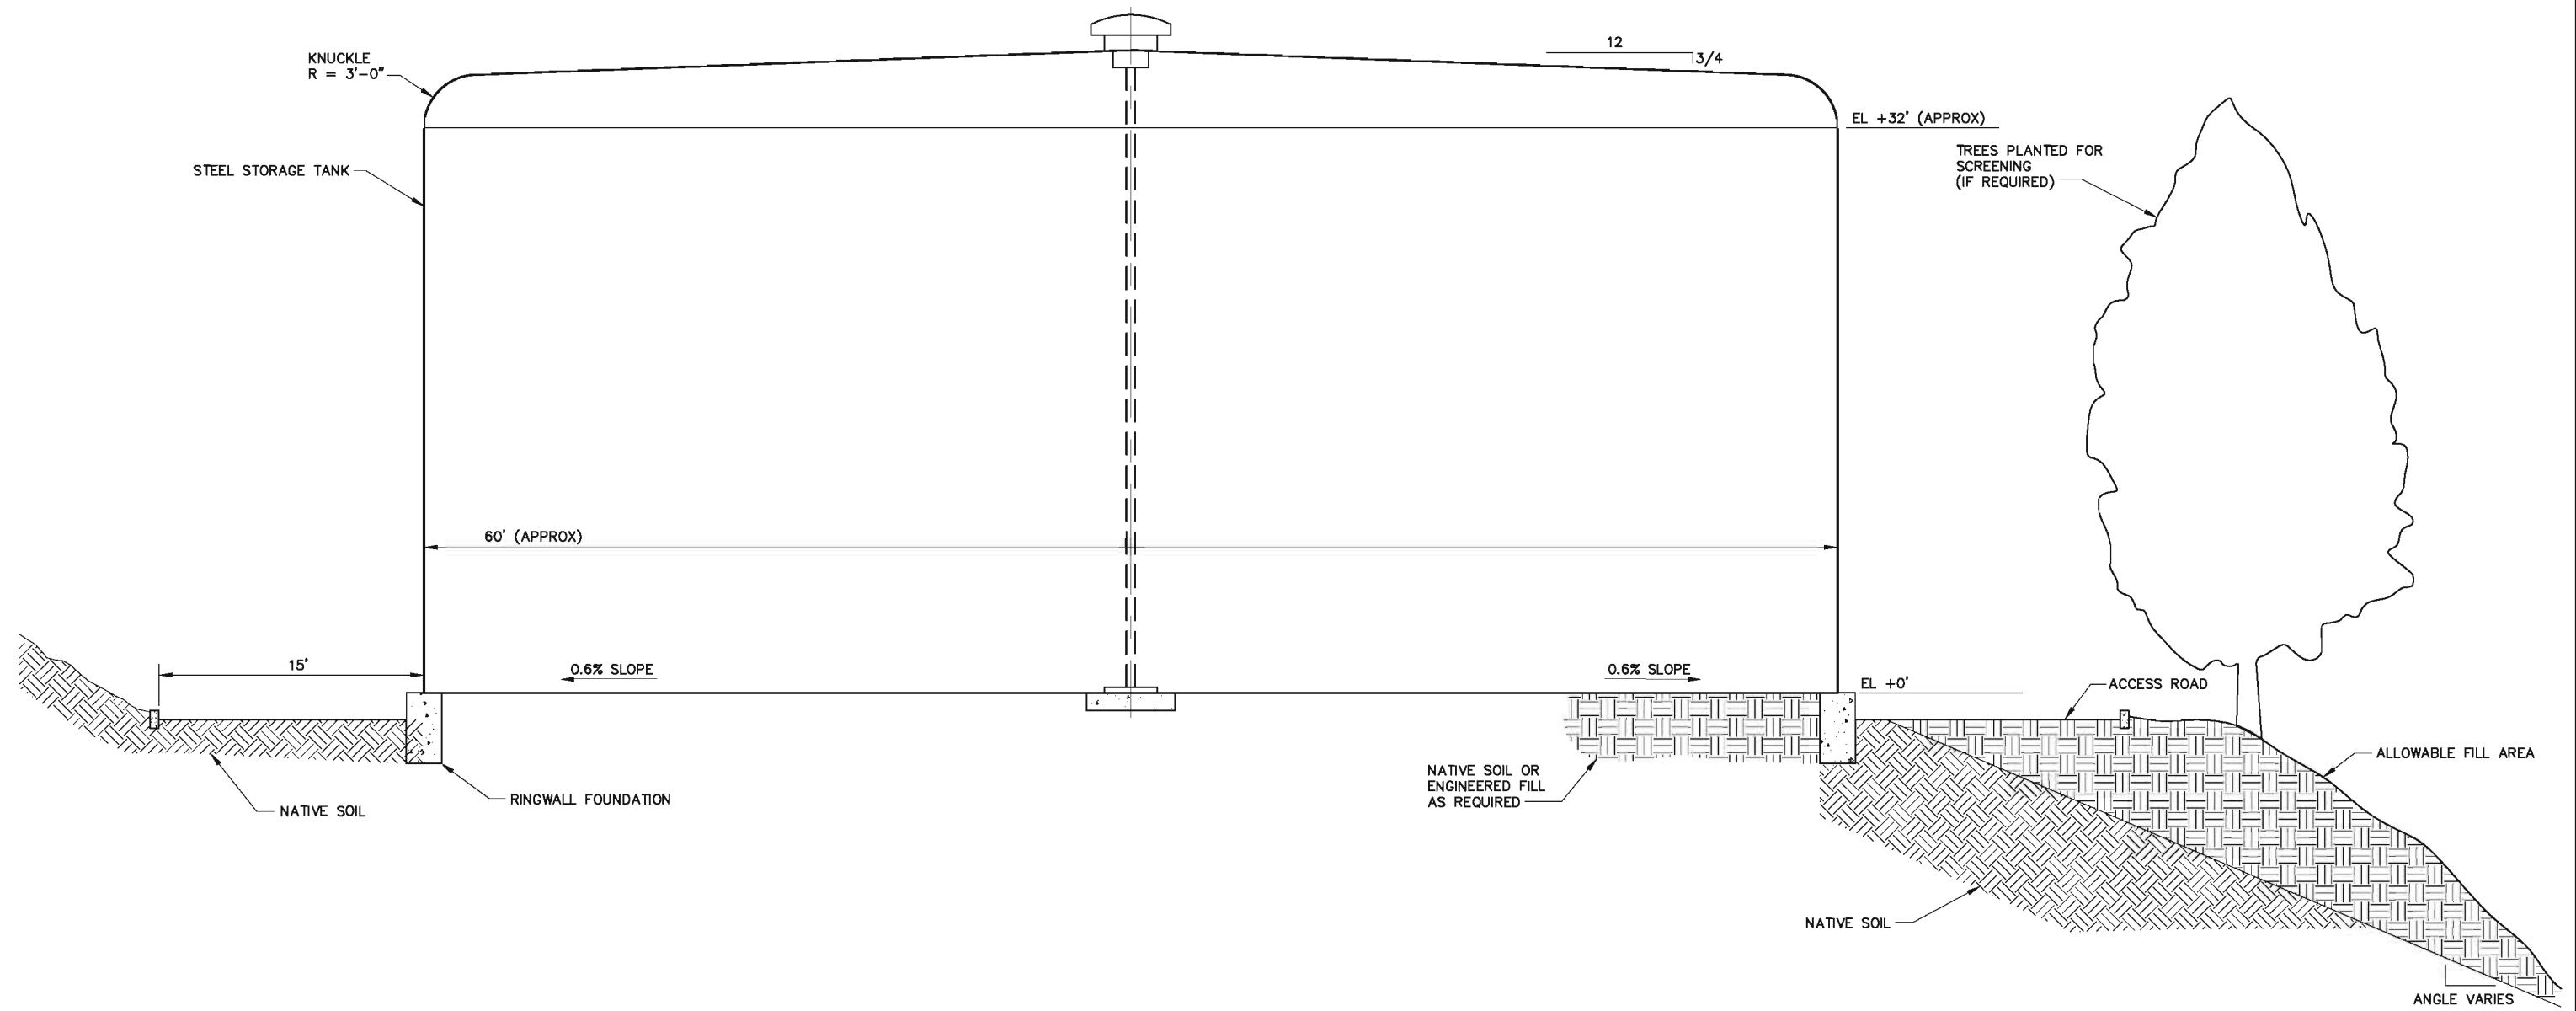 KNUCKLE
R = 3'-0"
12
3/4
EL +32' (APPROX)
TREES PLANTED FOR
SCREENING
(IF REQUIRED)
STEEL STORAGE TANK
60' (APPROX)
15'
0.6% SLOPE
0.6% SLOPE
EL +0'
ACCESS ROAD
ALLOWABLE FILL AREA
NATIVE SOIL OR
ENGINEERED FILL
AS REQUIRED
RINGWALL FOUNDATION
NATIVE SOIL
NATIVE SOIL
ANGLE VARIES